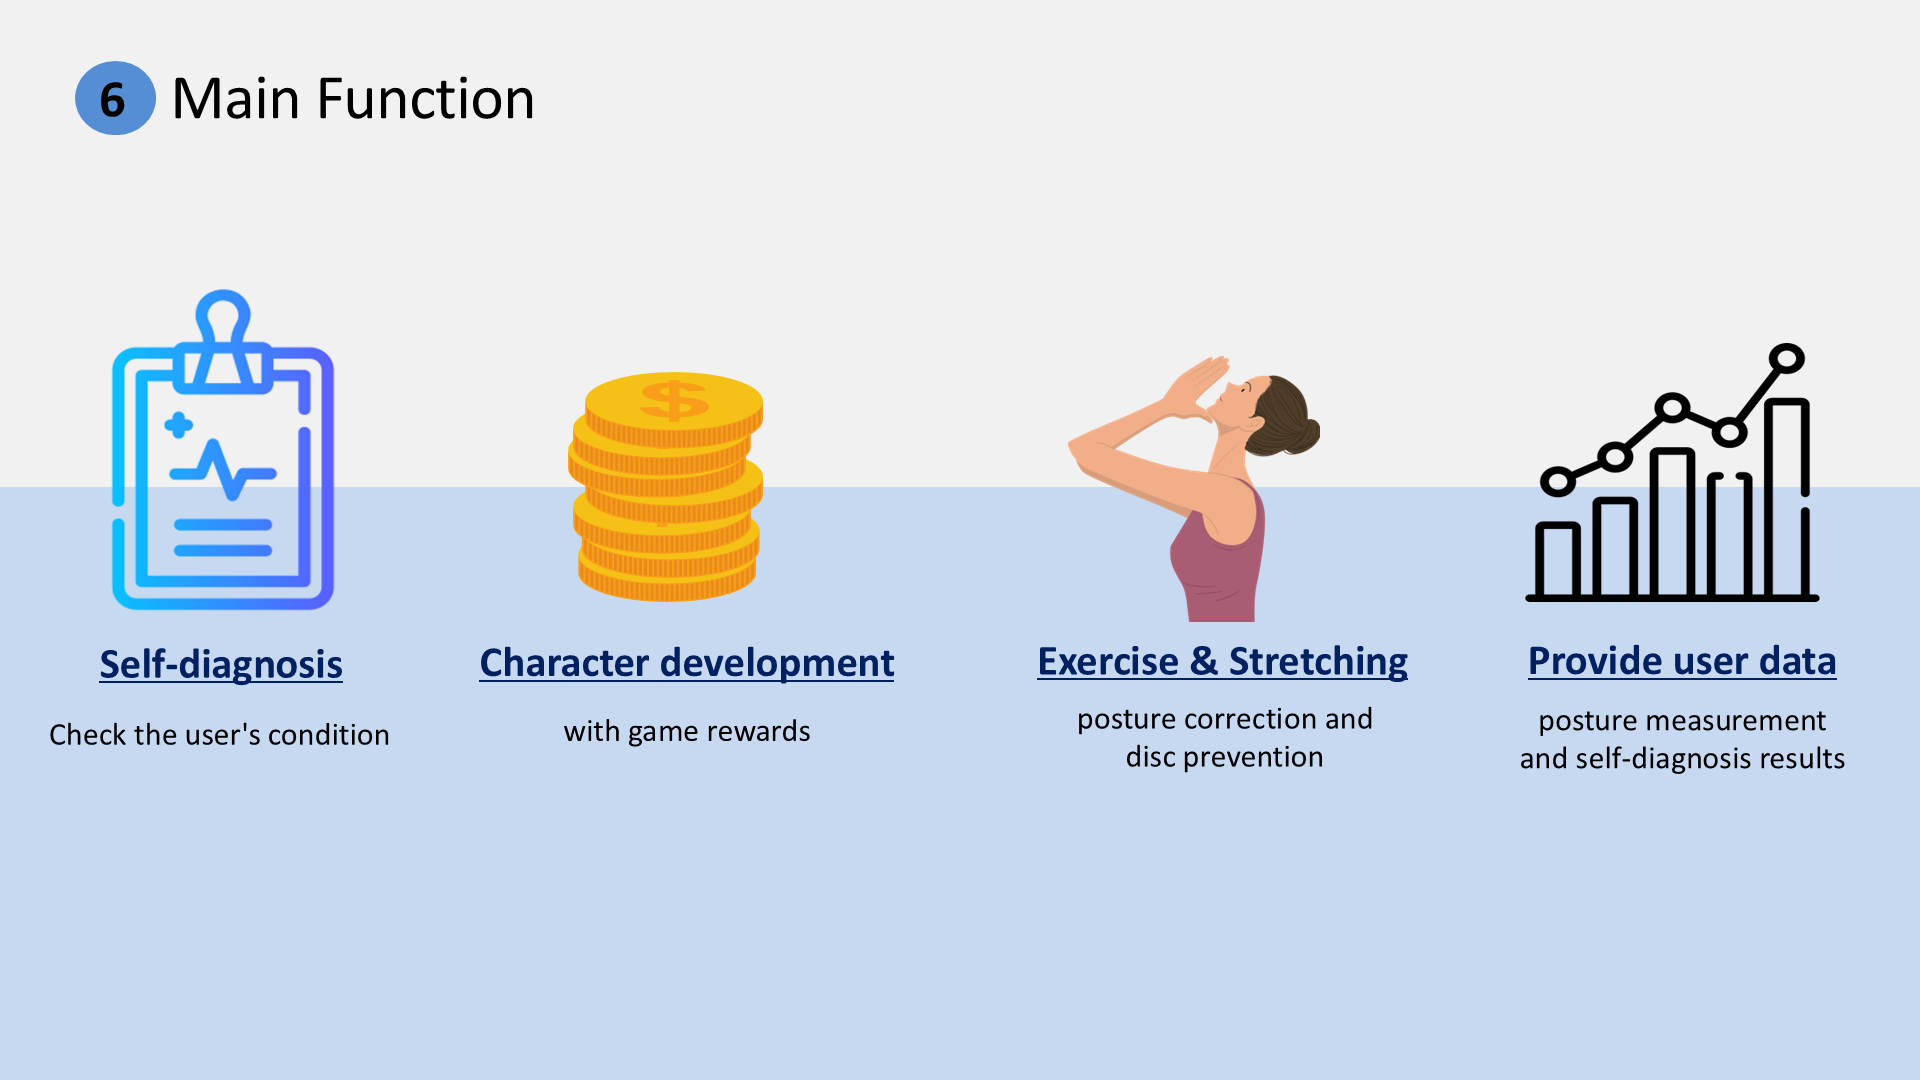 6 Main Function
Self-diagnosis
Check the user's condition
Character development
with game rewards
Exercise & Stretching
posture correction and
disc prevention
Provide user data
posture measurement
and self-diagnosis results
$